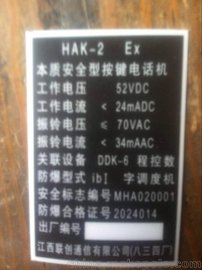 HAK-2 Ex
本质安全型按键电话机
工作电压 52VDC
工作电流 < 24mADC
振铃电压 ≤ 70VAC
振铃电流 < 34mAAC
关联设备 DDK-6 程控数
防爆型式 ibI 字调度机
安全标志编号 MHA020001
防爆合格证号 2024014
出厂编号
江西联创通信有限公司(八三四厂)